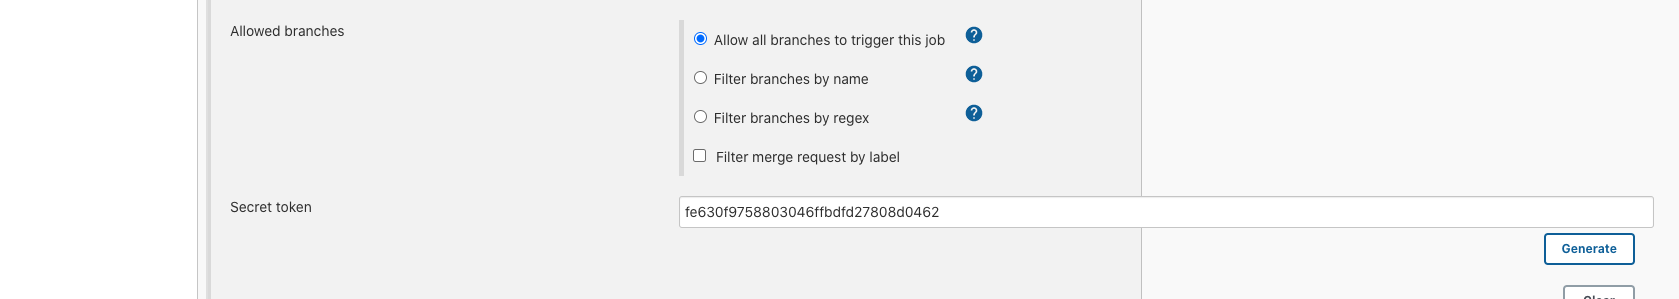 Allowed branches
Allow all branches to trigger this job ?
Filter branches by name ?
Filter branches by regex ?
Filter merge request by label
Secret token
fe630f9758803046ffbdfd27808d0462
Generate
Clear